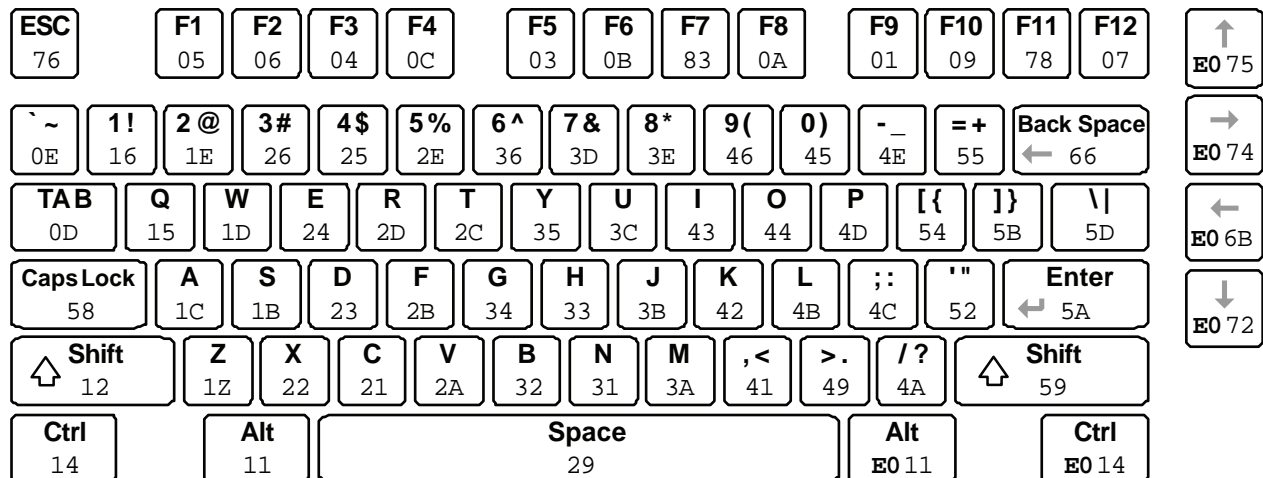 ESC F1 F2 F3 F4 F5 F6 F7 F8 F9 F10 F11 F12 ↑
76 05 06 04 0C 03 0B 83 0A 01 09 78 07 E0 75
` ~ 1! 2@ 3# 4$ 5% 6^ 7& 8* 9( 0) -_ =+ Back Space →
0E 16 1E 26 25 2E 36 3D 3E 46 45 4E 55 ← 66 E0 74
TAB Q W E R T Y U I O P [{ ]} \| ←
0D 15 1D 24 2D 2C 35 3C 43 44 4D 54 5B 5D E0 6B
Caps Lock A S D F G H J K L ;: '" Enter ↓
58 1C 1B 23 2B 34 33 3B 42 4B 4C 52 ↵ 5A E0 72
Shift Z X C V B N M ,< >. /? Shift
12 1Z 22 21 2A 32 31 3A 41 49 4A 59
Ctrl Alt Space Alt Ctrl
14 11 29 E0 11 E0 14